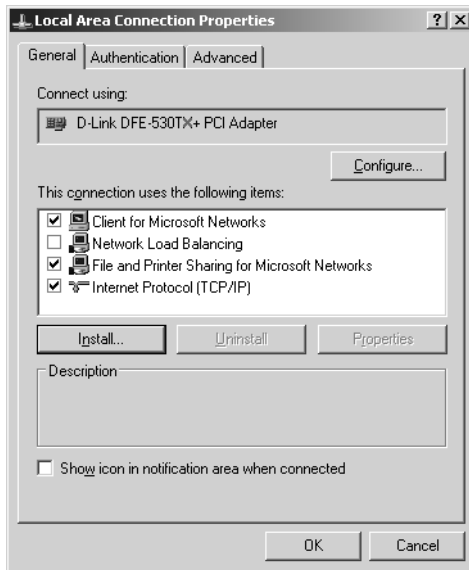 Local Area Connection Properties
General Authentication Advanced
Connect using:
D-Link DFE-530TX+ PCI Adapter
Configure...
This connection uses the following items:
Client for Microsoft Networks
Network Load Balancing
File and Printer Sharing for Microsoft Networks
Internet Protocol (TCP/IP)
Install... Uninstall Properties
Description
Show icon in notification area when connected
OK Cancel